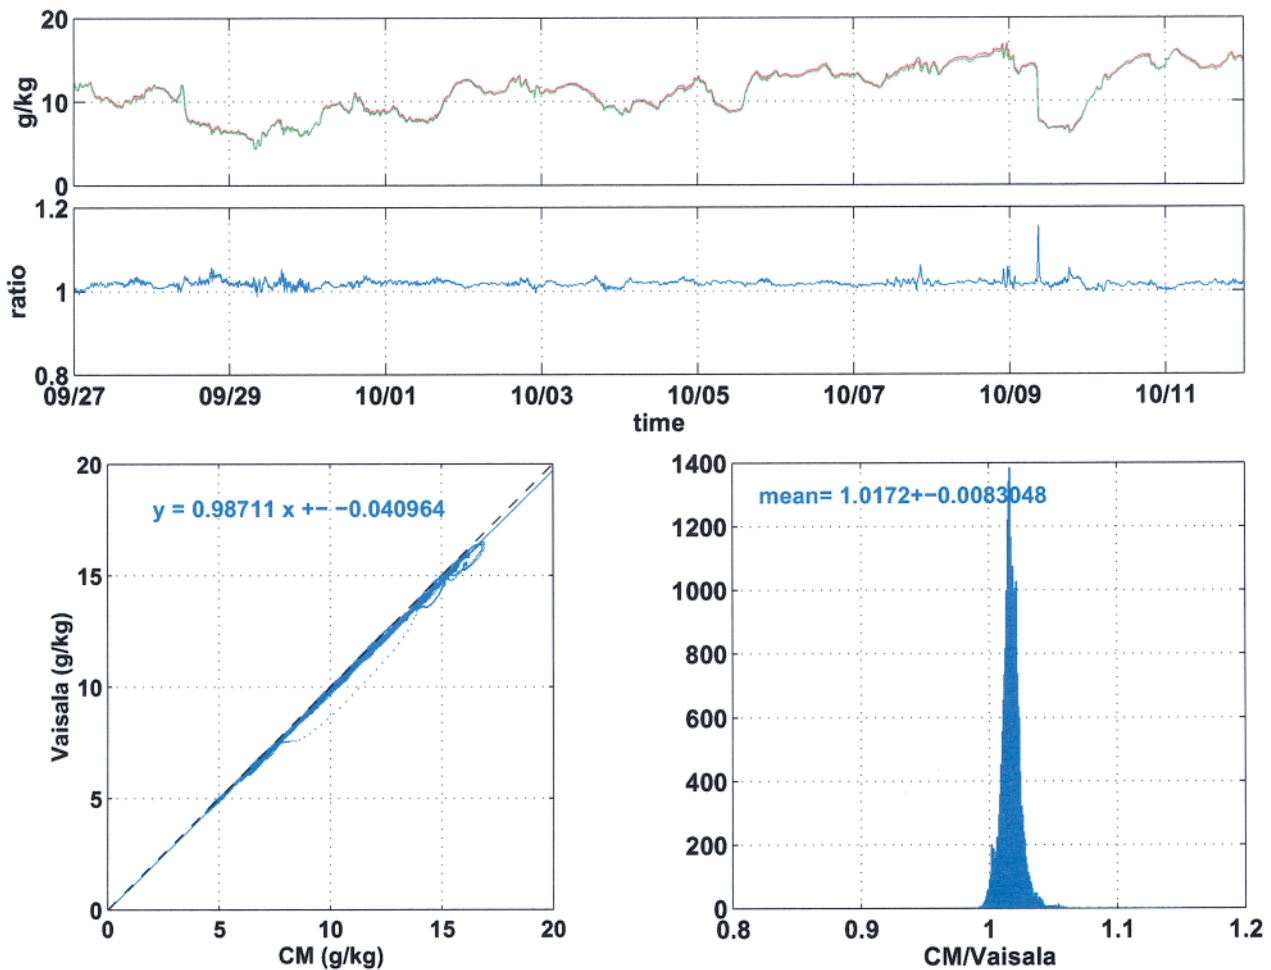 20
10
0
g/kg
1.2
1
0.8
ratio
09/27 09/29 10/01 10/03 10/05 10/07 10/09 10/11
time
20
15
10
5
0
Vaisala (g/kg)
y = 0.98711 x +− −0.040964
0 5 10 15 20
CM (g/kg)
1400
1200
1000
800
600
400
200
0
mean= 1.0172+−0.0083048
0.8 0.9 1 1.1 1.2
CM/Vaisala